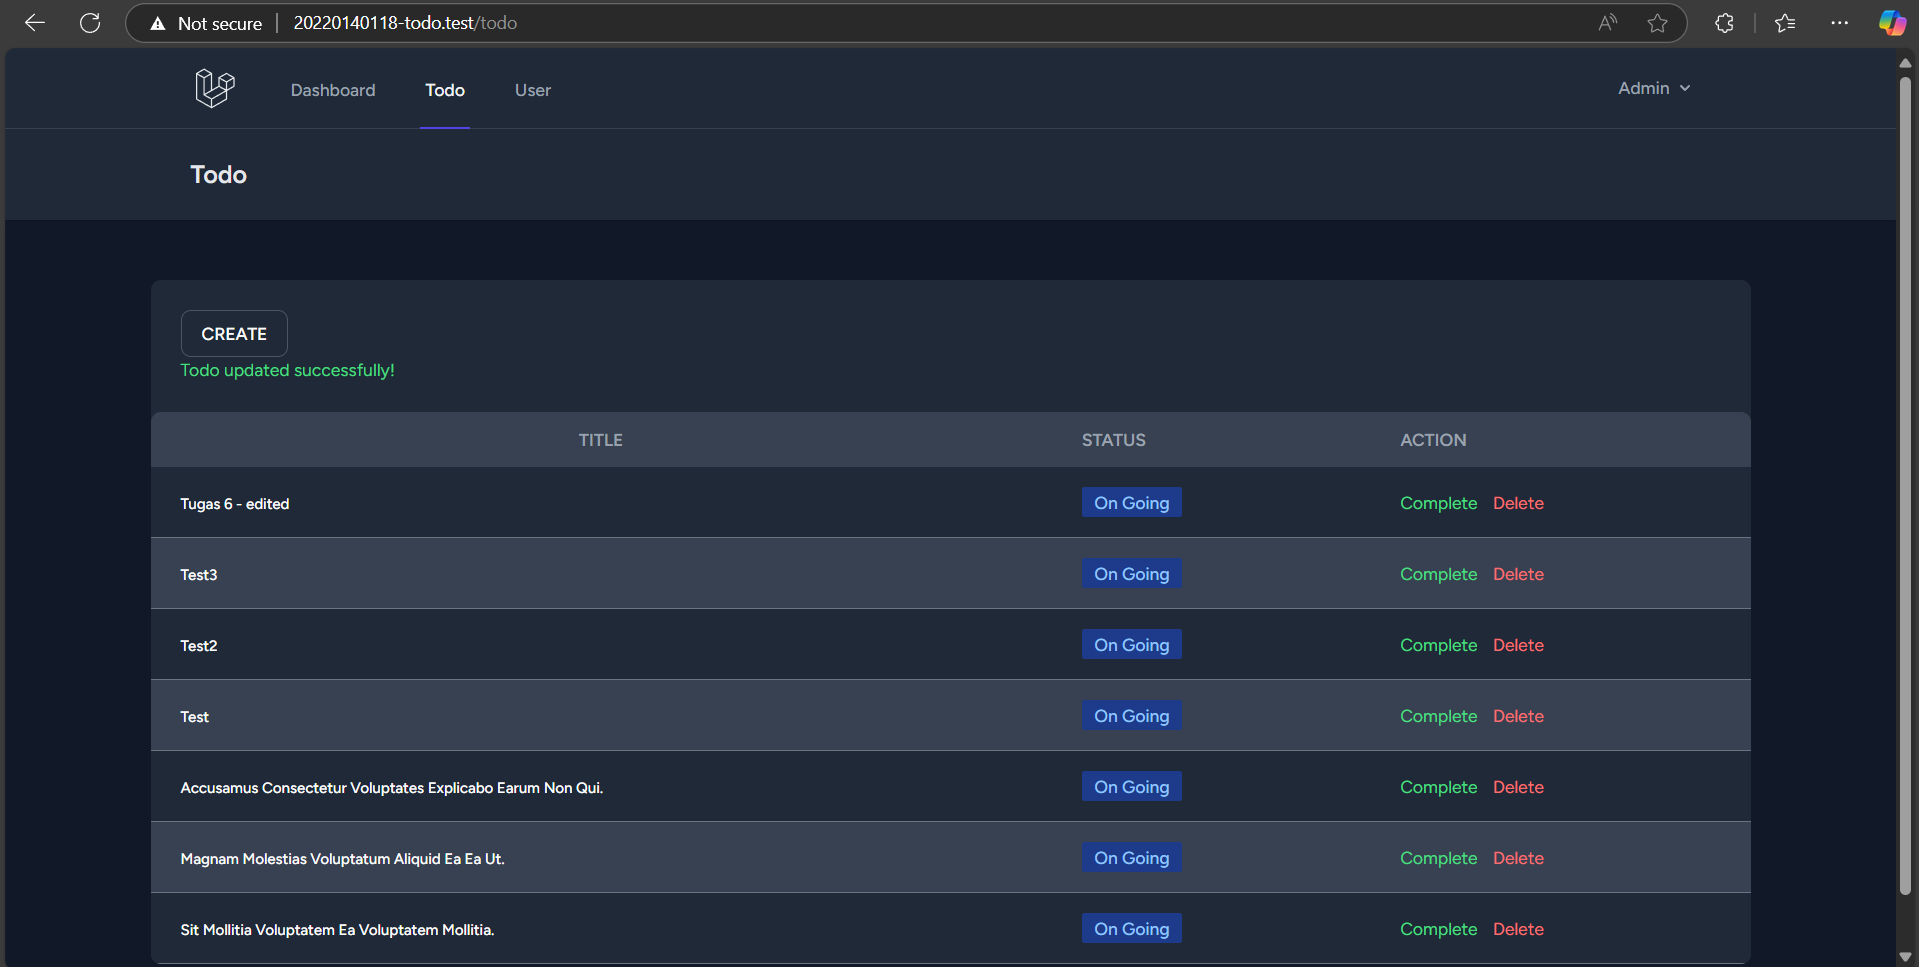 Not secure | 20220140118-todo.test/todo
Dashboard Todo User Admin
Todo
CREATE
Todo updated successfully!
TITLE STATUS ACTION
Tugas 6 - edited On Going Complete Delete
Test3 On Going Complete Delete
Test2 On Going Complete Delete
Test On Going Complete Delete
Accusamus Consectetur Voluptates Explicabo Earum Non Qui. On Going Complete Delete
Magnam Molestias Voluptatum Aliquid Ea Ea Ut. On Going Complete Delete
Sit Mollitia Voluptatem Ea Voluptatem Mollitia. On Going Complete Delete